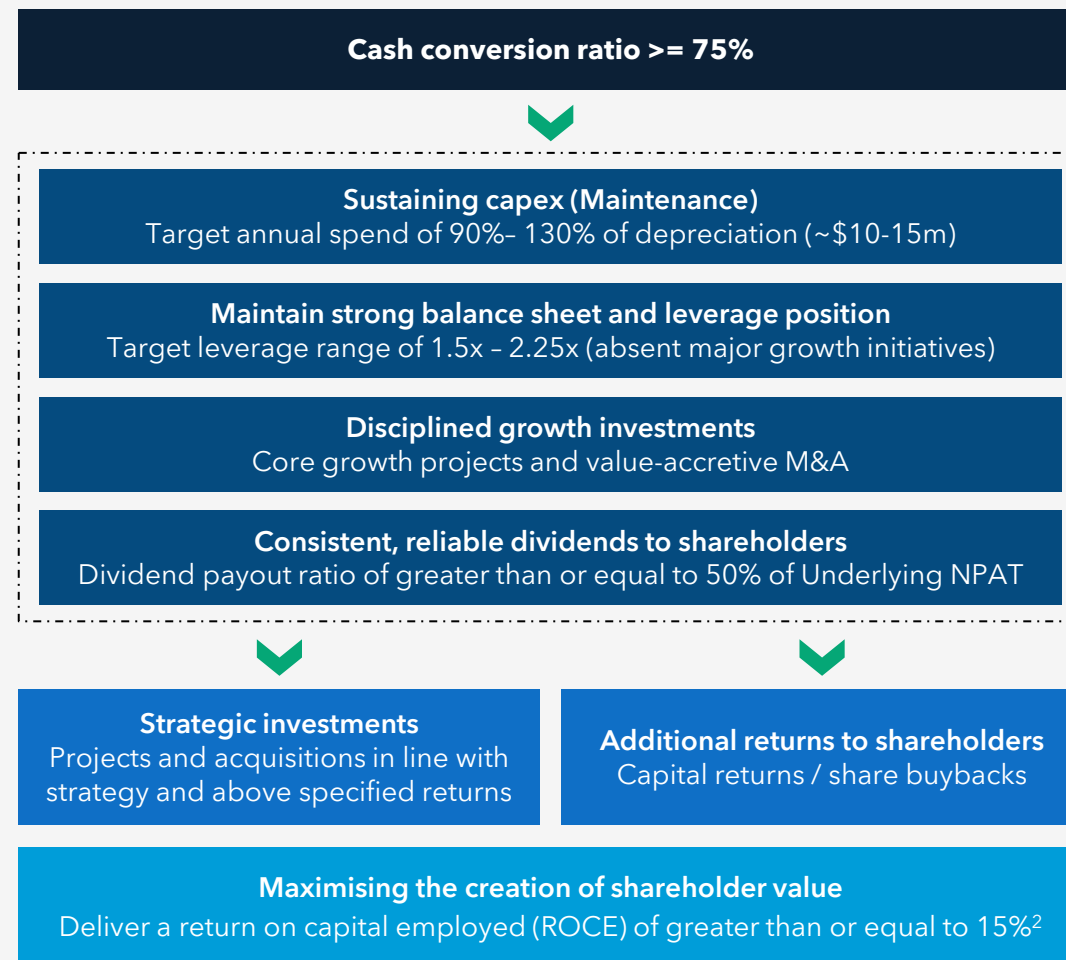 Cash conversion ratio >= 75%
Sustaining capex (Maintenance)
Target annual spend of 90%– 130% of depreciation (~$10-15m)
Maintain strong balance sheet and leverage position
Target leverage range of 1.5x – 2.25x (absent major growth initiatives)
Disciplined growth investments
Core growth projects and value-accretive M&A
Consistent, reliable dividends to shareholders
Dividend payout ratio of greater than or equal to 50% of Underlying NPAT
Strategic investments
Projects and acquisitions in line with
strategy and above specified returns
Additional returns to shareholders
Capital returns / share buybacks
Maximising the creation of shareholder value
Deliver a return on capital employed (ROCE) of greater than or equal to 15%²